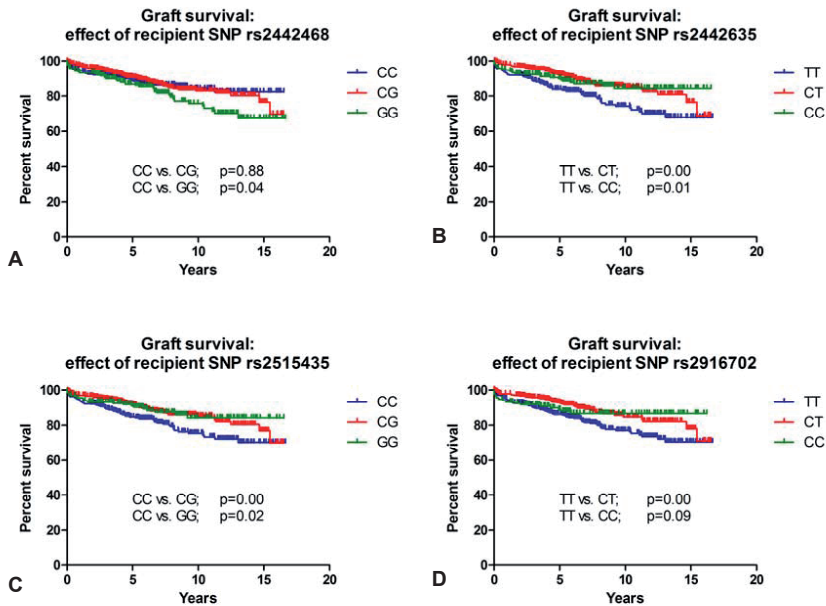 Graft survival:
effect of recipient SNP rs2442468
100
80
60
40
20
0
Percent survival
CC
CG
GG
CC vs. CG; p=0.88
CC vs. GG; p=0.04
0 5 10 15 20
Years
A
Graft survival:
effect of recipient SNP rs2442635
100
80
60
40
20
0
Percent survival
TT
CT
CC
TT vs. CT; p=0.00
TT vs. CC; p=0.01
0 5 10 15 20
Years
B
Graft survival:
effect of recipient SNP rs2515435
100
80
60
40
20
0
Percent survival
CC
CG
GG
CC vs. CG; p=0.00
CC vs. GG; p=0.02
0 5 10 15 20
Years
C
Graft survival:
effect of recipient SNP rs2916702
100
80
60
40
20
0
Percent survival
TT
CT
CC
TT vs. CT; p=0.00
TT vs. CC; p=0.09
0 5 10 15 20
Years
D